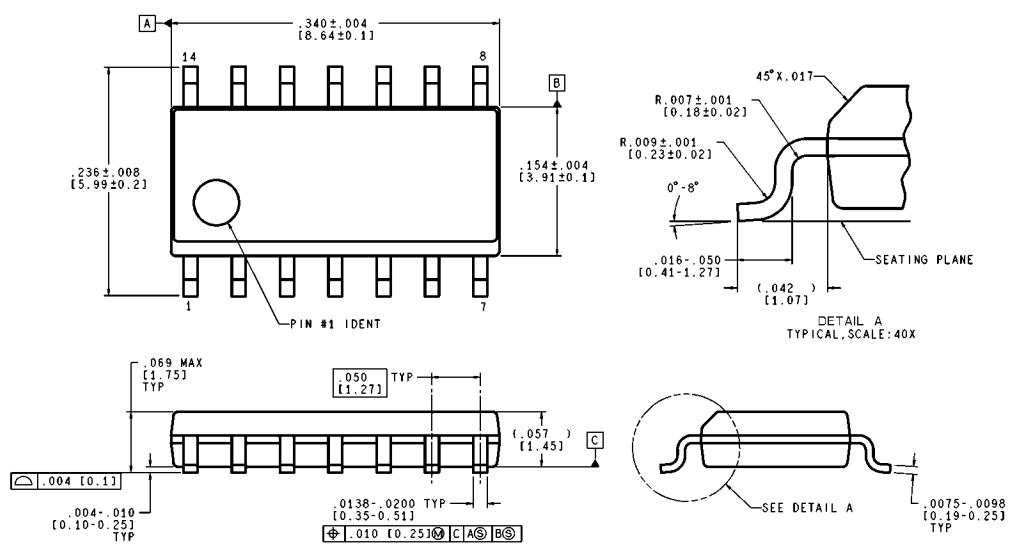 A
.340±.004
[8.64±0.1]
14
8
B
.236±.008
[5.99±0.2]
.154±.004
[3.91±0.1]
1
7
PIN #1 IDENT
45°X.017
R.007±.001
[0.18±0.02]
R.009±.001
[0.23±0.02]
0°-8°
.016-.050
[0.41-1.27]
SEATING PLANE
(.042 )
[1.07]
DETAIL A
TYPICAL, SCALE:40X
.069 MAX
[1.75]
TYP
.050
[1.27]
TYP
(.057 )
[1.45]
C
.004 [0.1]
.004-.010
[0.10-0.25]
TYP
.0138-.0200 TYP
[0.35-0.51]
⌖ .010 [0.25]Ⓜ C AⓈ BⓈ
SEE DETAIL A
.0075-.0098
[0.19-0.25]
TYP